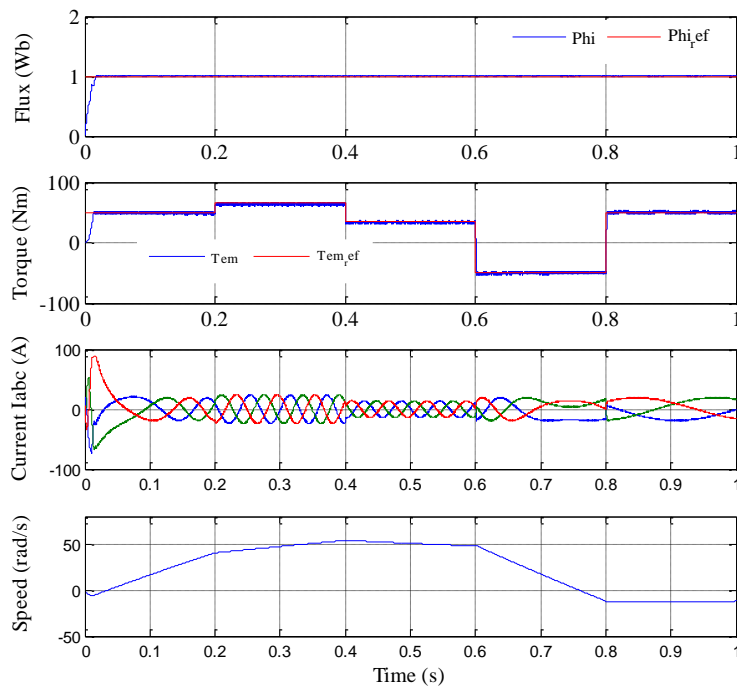 2
Phi Phi_ref
1
Flux (Wb)
0
0 0.2 0.4 0.6 0.8 1
100
0
Tem Tem_ref
Torque (Nm)
-100
0 0.2 0.4 0.6 0.8 1
100
0
Current Iabc (A)
-100
0 0.1 0.2 0.3 0.4 0.5 0.6 0.7 0.8 0.9 1
50
0
Speed (rad/s)
-50
0 0.1 0.2 0.3 0.4 0.5 0.6 0.7 0.8 0.9 1
Time (s)